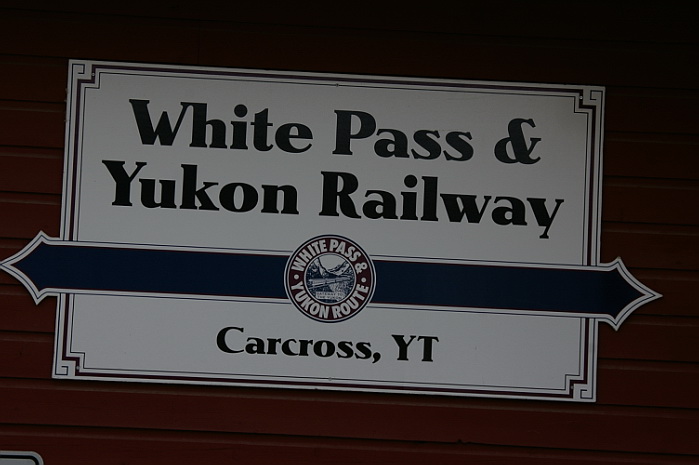 White Pass &
Yukon Railway
WHITE PASS &
YUKON ROUTE
Carcross, YT